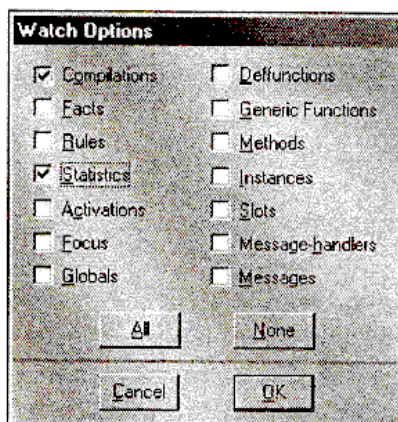 Watch Options
Compilations
Facts
Rules
Statistics
Activations
Focus
Globals
Deffunctions
Generic Functions
Methods
Instances
Slots
Message-handlers
Messages
All
None
Cancel
OK